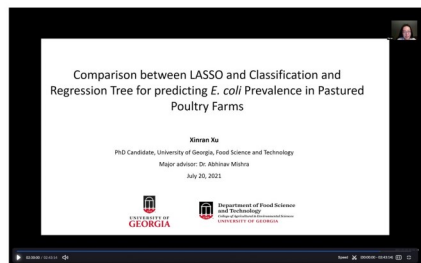 Comparison between LASSO and Classification and
Regression Tree for predicting E. coli Prevalence in Pastured
Poultry Farms
Xinran Xu
PhD Candidate, University of Georgia, Food Science and Technology
Major advisor: Dr. Abhinav Mishra
July 20, 2021
UNIVERSITY OF
GEORGIA
Department of Food Science
and Technology
College of Agricultural & Environmental Sciences
UNIVERSITY OF GEORGIA
Speed